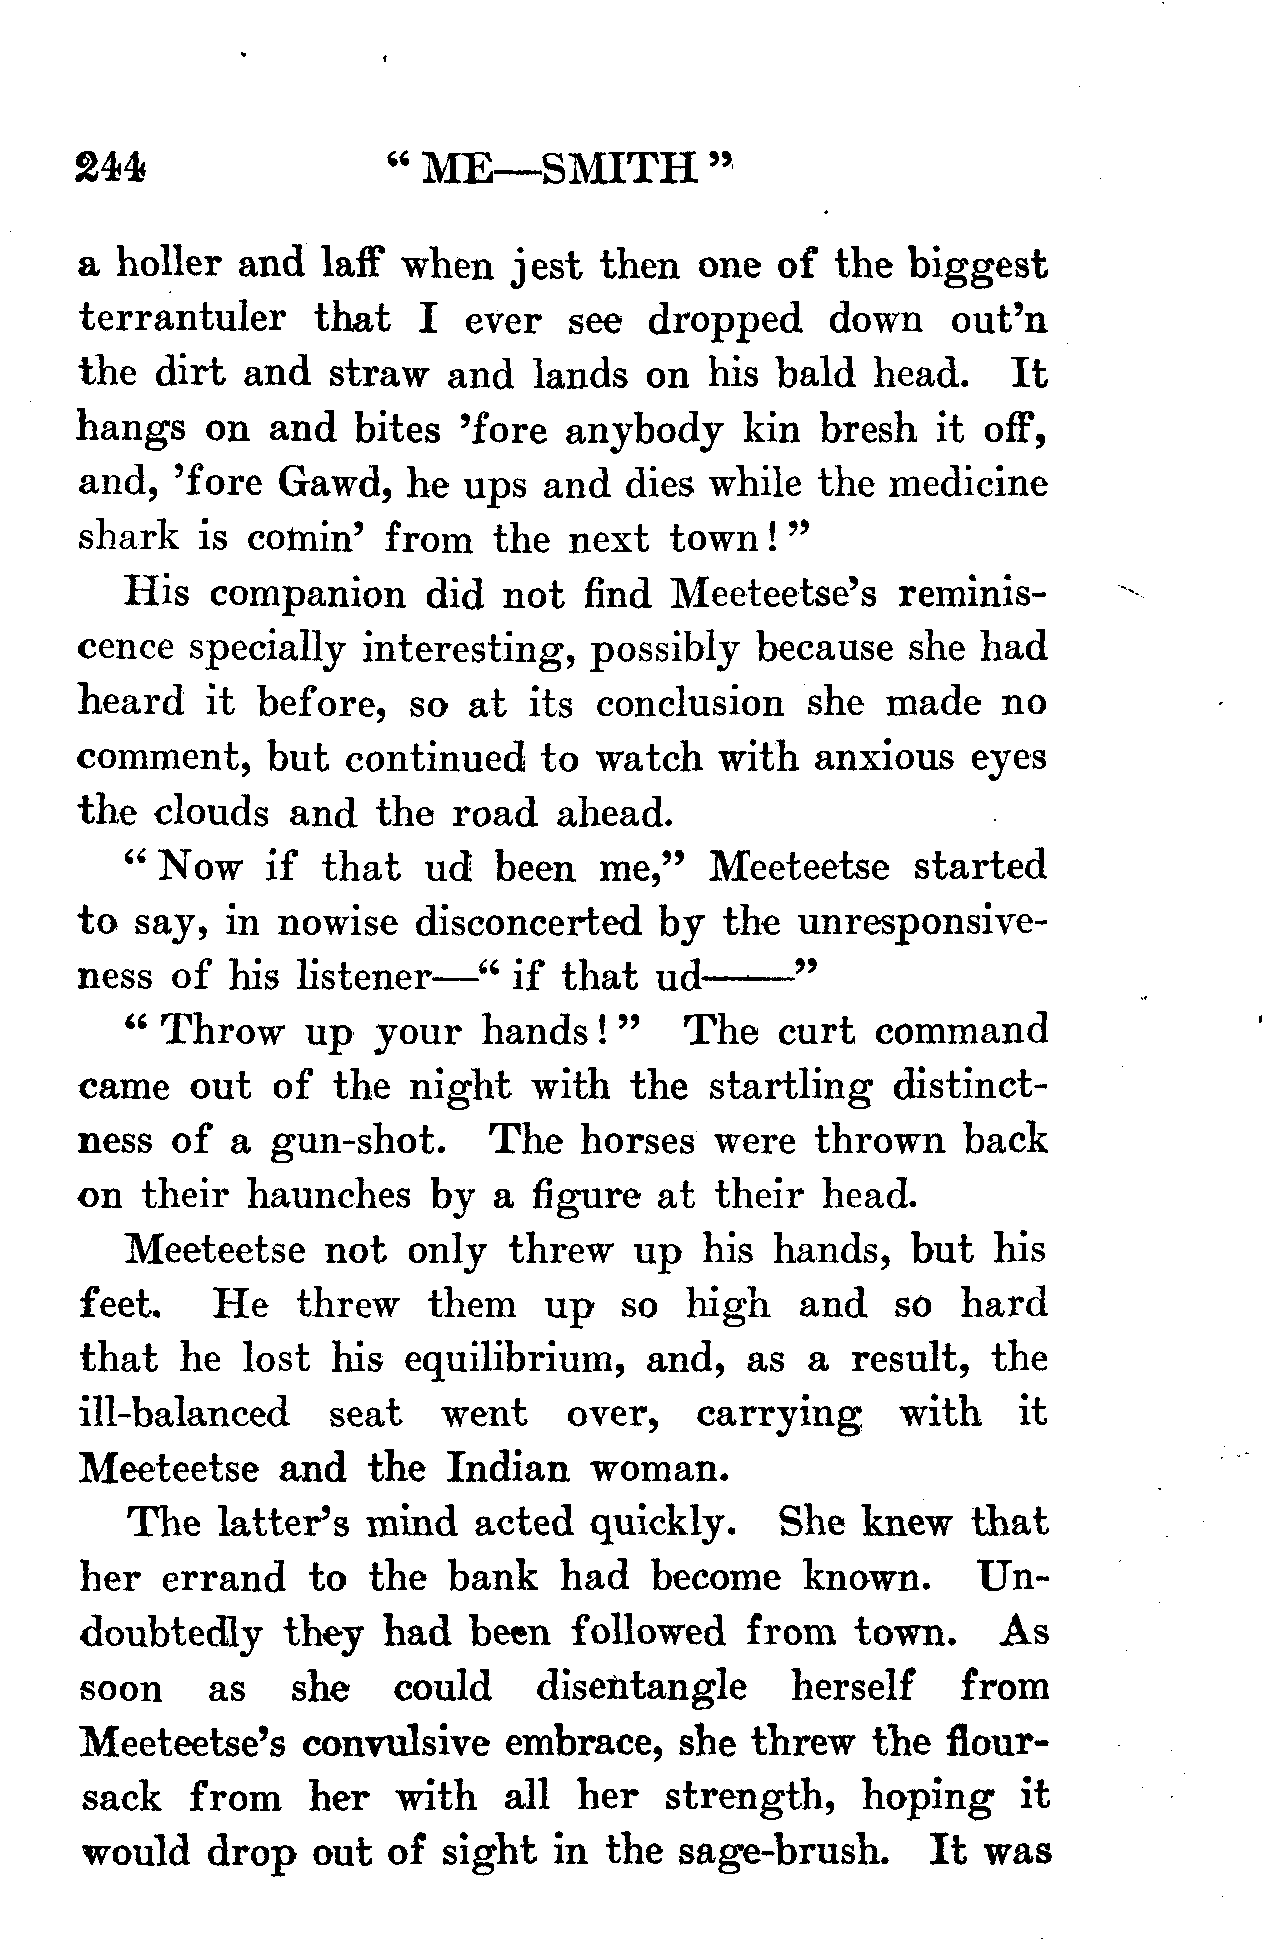 244 “ ME—SMITH ”
a holler and laff when jest then one of the biggest
terrantuler that I ever see dropped down out’n
the dirt and straw and lands on his bald head. It
hangs on and bites ’fore anybody kin bresh it off,
and, ’fore Gawd, he ups and dies while the medicine
shark is comin’ from the next town! ”
His companion did not find Meeteetse’s reminis-
cence specially interesting, possibly because she had
heard it before, so at its conclusion she made no
comment, but continued to watch with anxious eyes
the clouds and the road ahead.
“ Now if that ud been me,” Meeteetse started
to say, in nowise disconcerted by the unresponsive-
ness of his listener—“ if that ud——”
“ Throw up your hands! ” The curt command
came out of the night with the startling distinct-
ness of a gun-shot. The horses were thrown back
on their haunches by a figure at their head.
Meeteetse not only threw up his hands, but his
feet. He threw them up so high and so hard
that he lost his equilibrium, and, as a result, the
ill-balanced seat went over, carrying with it
Meeteetse and the Indian woman.
The latter’s mind acted quickly. She knew that
her errand to the bank had become known. Un-
doubtedly they had been followed from town. As
soon as she could disentangle herself from
Meeteetse’s convulsive embrace, she threw the flour-
sack from her with all her strength, hoping it
would drop out of sight in the sage-brush. It was